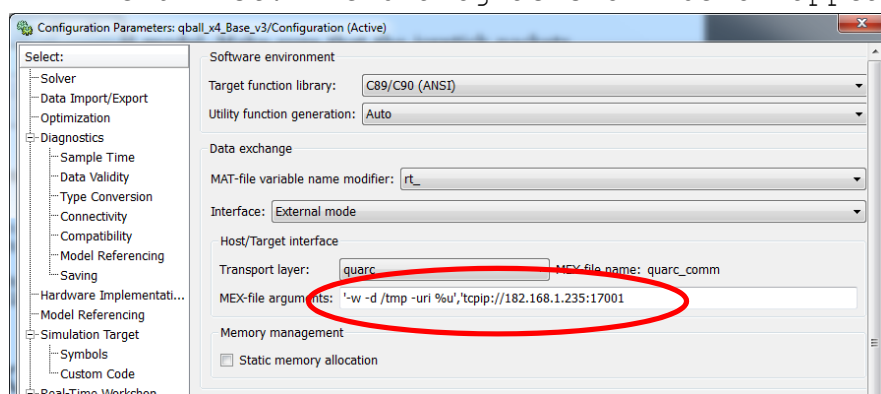 Configuration Parameters: qball_x4_Base_v3/Configuration (Active)
Select:
Solver
Data Import/Export
Optimization
Diagnostics
Sample Time
Data Validity
Type Conversion
Connectivity
Compatibility
Model Referencing
Saving
Hardware Implementati...
Model Referencing
Simulation Target
Symbols
Custom Code
Real-Time Workshop
Software environment
Target function library: C89/C90 (ANSI)
Utility function generation: Auto
Data exchange
MAT-file variable name modifier: rt_
Interface: External mode
Host/Target interface
Transport layer: quarc MEX-file name: quarc_comm
MEX-file arguments: '-w -d /tmp -uri %u','tcpip://182.168.1.235:17001
Memory management
Static memory allocation